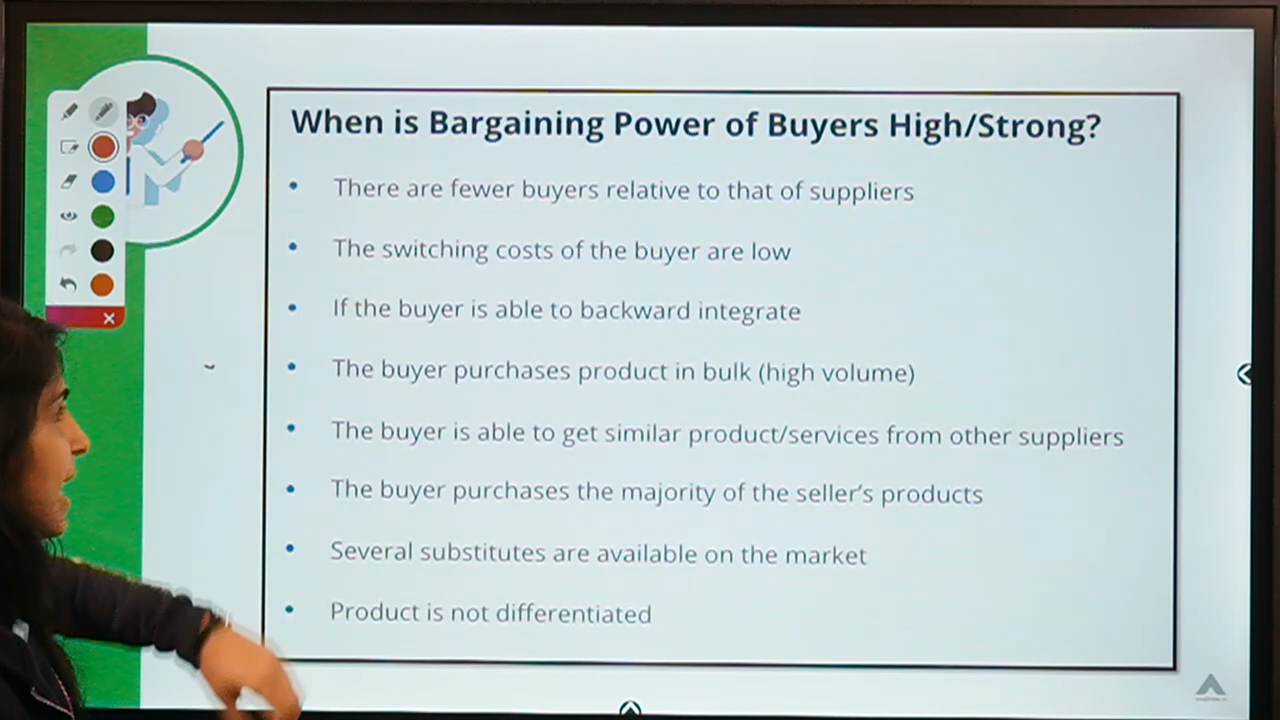 When is Bargaining Power of Buyers High/Strong?
• There are fewer buyers relative to that of suppliers
• The switching costs of the buyer are low
• If the buyer is able to backward integrate
• The buyer purchases product in bulk (high volume)
• The buyer is able to get similar product/services from other suppliers
• The buyer purchases the majority of the seller's products
• Several substitutes are available on the market
• Product is not differentiated